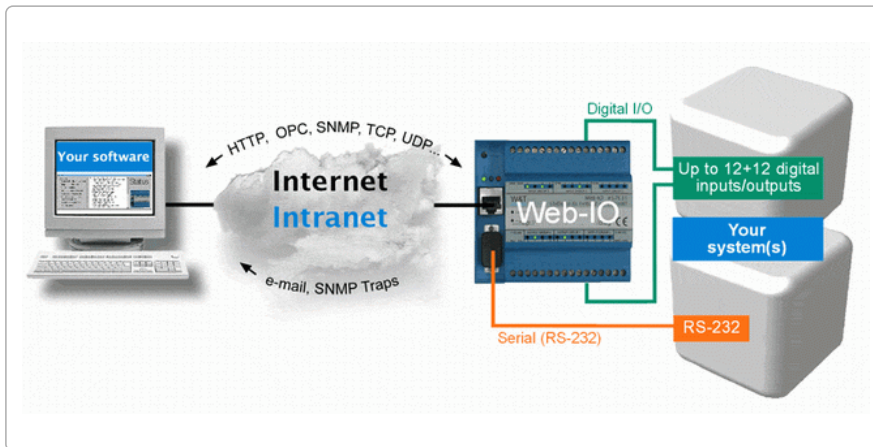 Your software
HTTP, OPC, SNMP, TCP, UDP...
Internet
Intranet
e-mail, SNMP Traps
Digital I/O
W&T
Web-IO
Serial (RS-232)
Up to 12+12 digital
inputs/outputs
Your
system(s)
RS-232